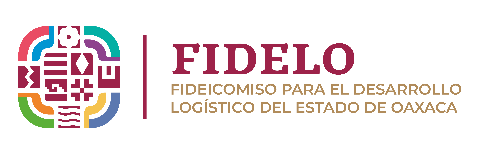 FIDELO
FIDEICOMISO PARA EL DESARROLLO
LOGÍSTICO DEL ESTADO DE OAXACA